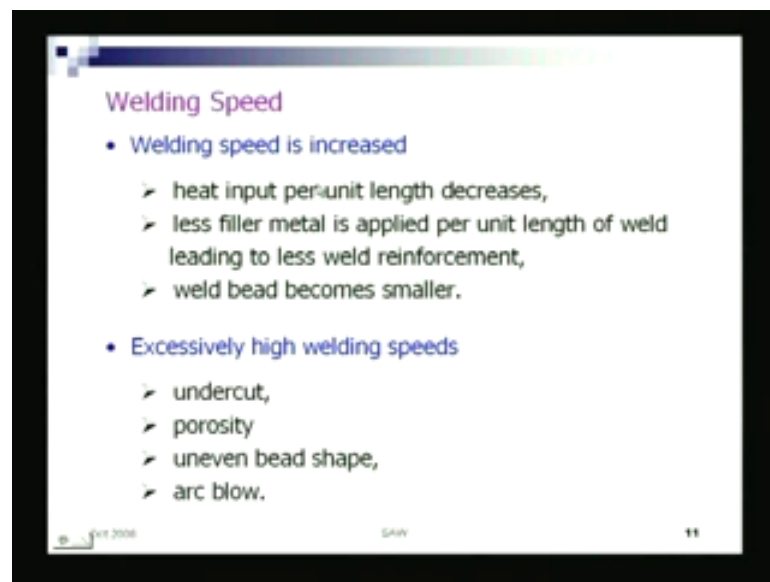 Welding Speed
• Welding speed is increased
➢ heat input per unit length decreases,
➢ less filler metal is applied per unit length of weld
leading to less weld reinforcement,
➢ weld bead becomes smaller.
• Excessively high welding speeds
➢ undercut,
➢ porosity
➢ uneven bead shape,
➢ arc blow.
Oct 2008 SAW 11